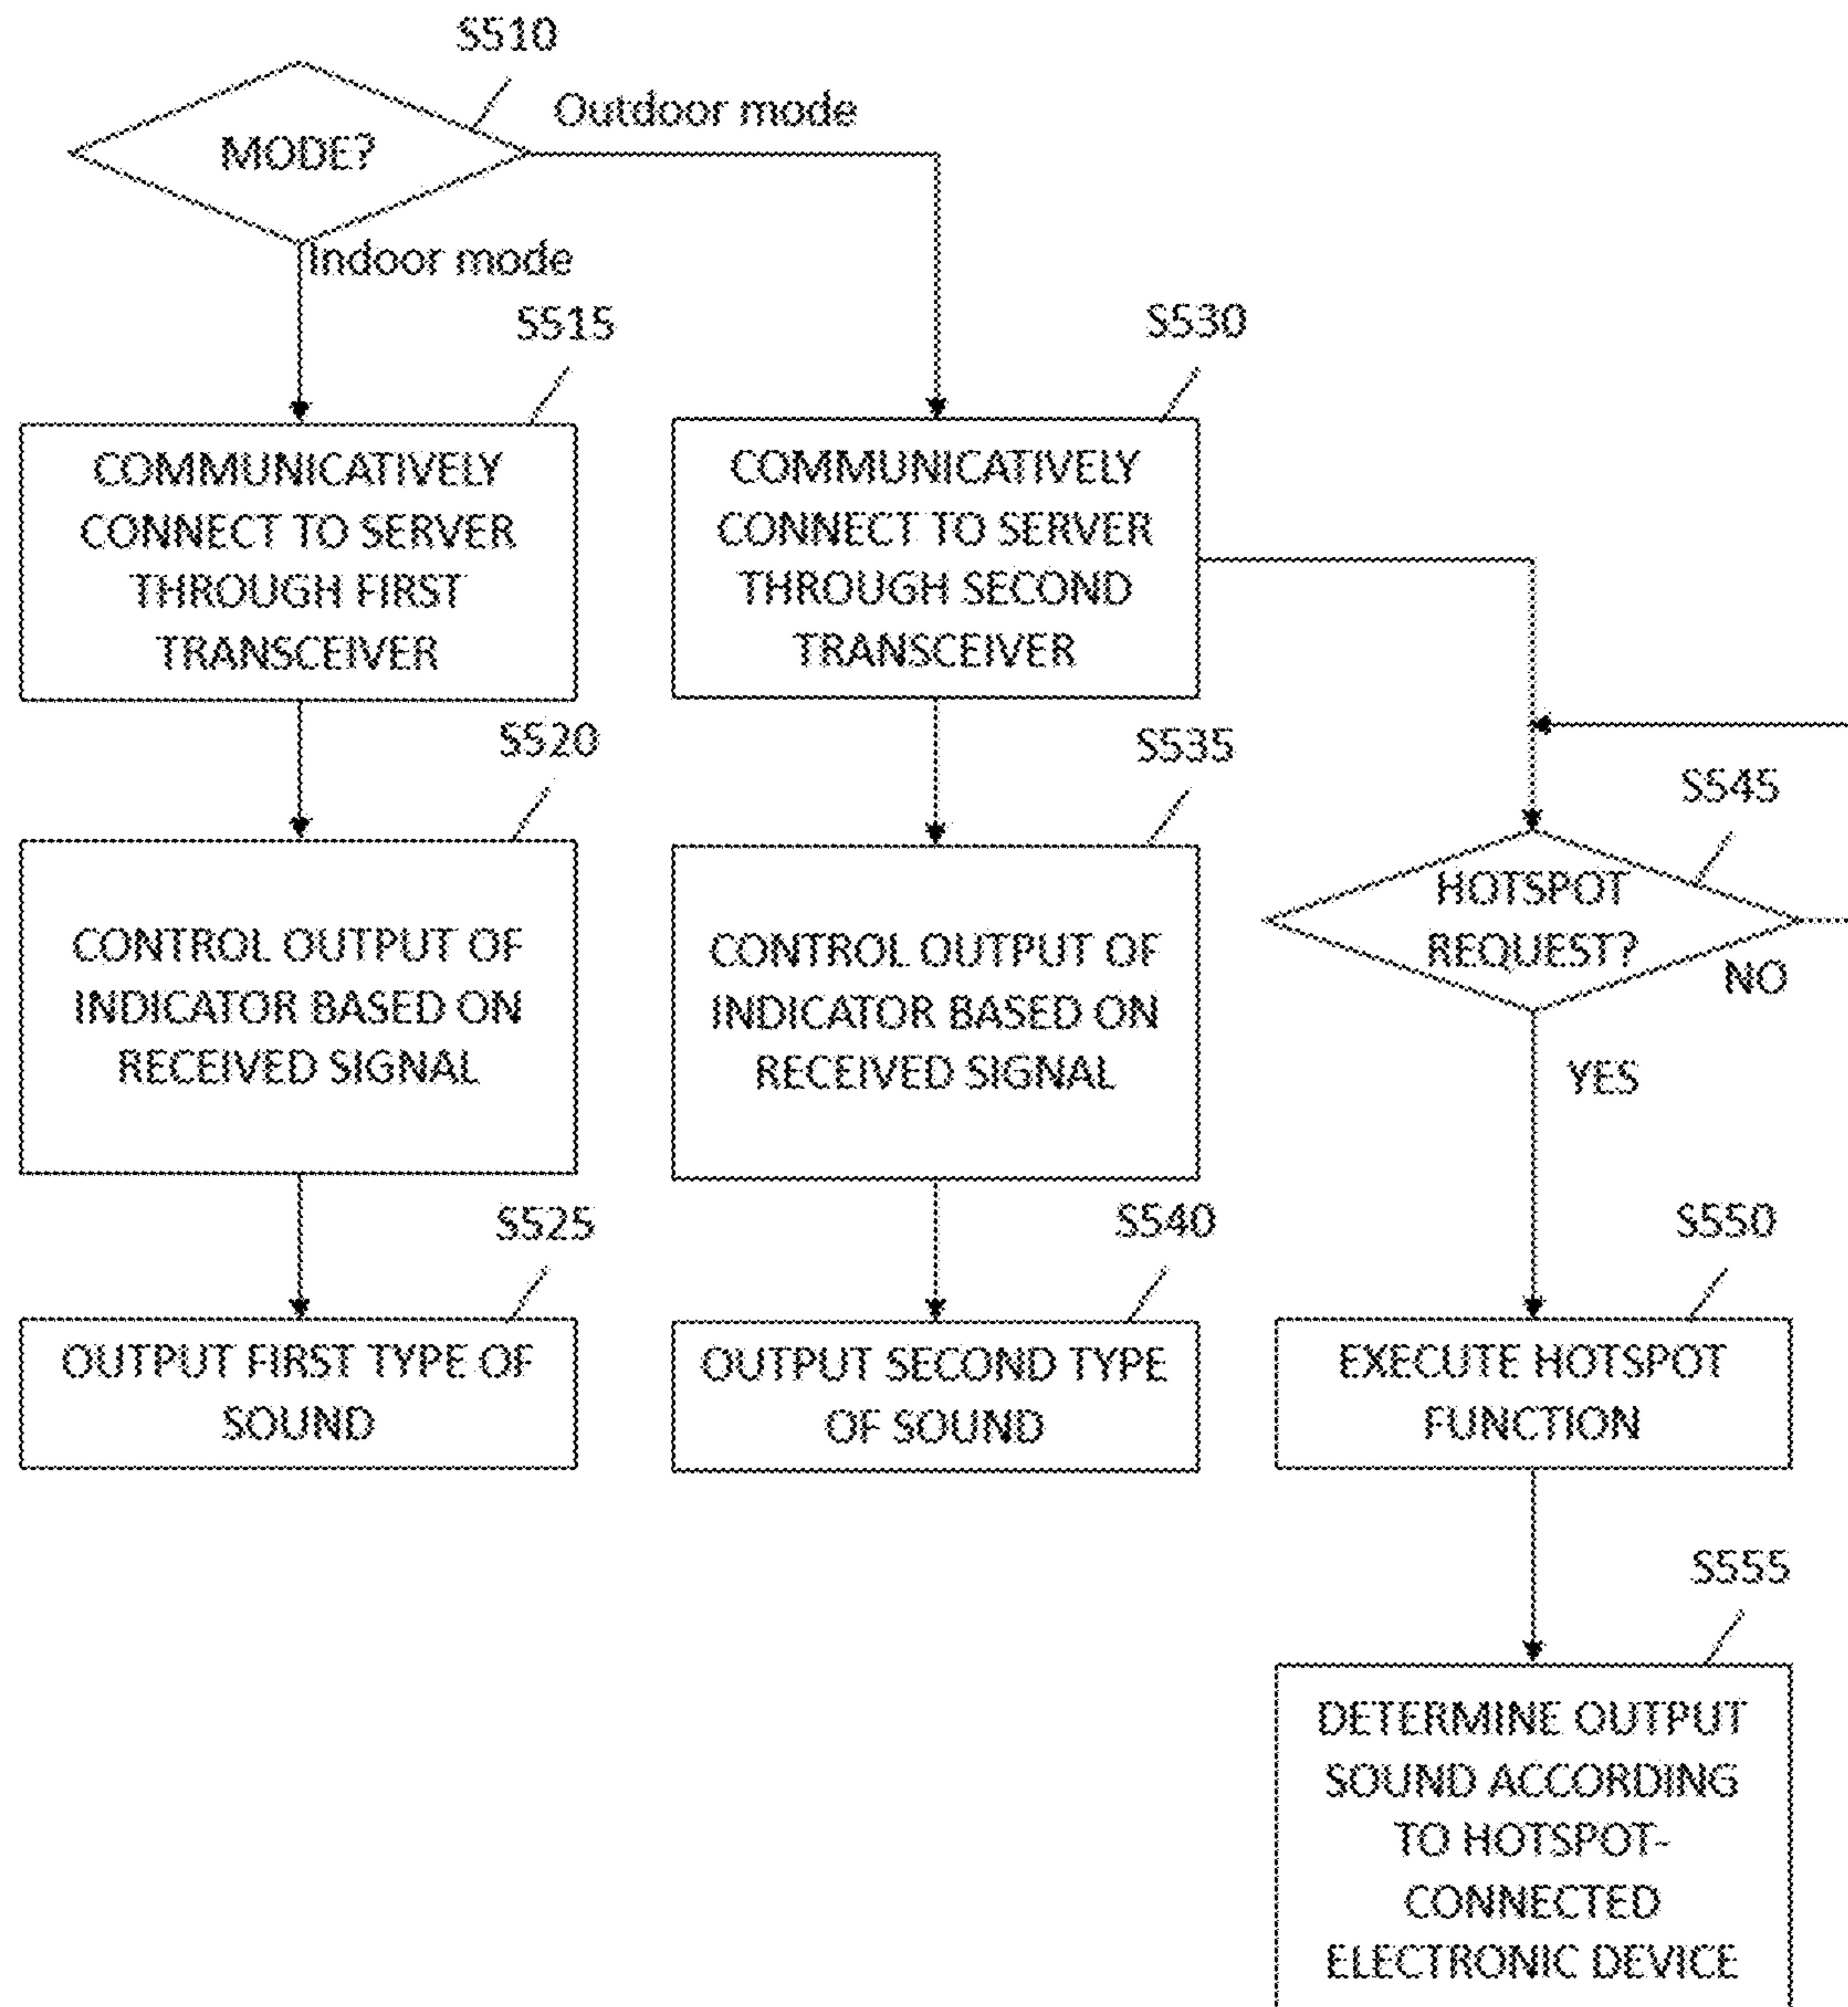 S510
MODE?
Outdoor mode
Indoor mode
S515
COMMUNICATIVELY
CONNECT TO SERVER
THROUGH FIRST
TRANSCEIVER
S520
CONTROL OUTPUT OF
INDICATOR BASED ON
RECEIVED SIGNAL
S525
OUTPUT FIRST TYPE OF
SOUND
S530
COMMUNICATIVELY
CONNECT TO SERVER
THROUGH SECOND
TRANSCEIVER
S535
CONTROL OUTPUT OF
INDICATOR BASED ON
RECEIVED SIGNAL
S540
OUTPUT SECOND TYPE
OF SOUND
S545
HOTSPOT
REQUEST?
NO
YES
S550
EXECUTE HOTSPOT
FUNCTION
S555
DETERMINE OUTPUT
SOUND ACCORDING
TO HOTSPOT-
CONNECTED
ELECTRONIC DEVICE